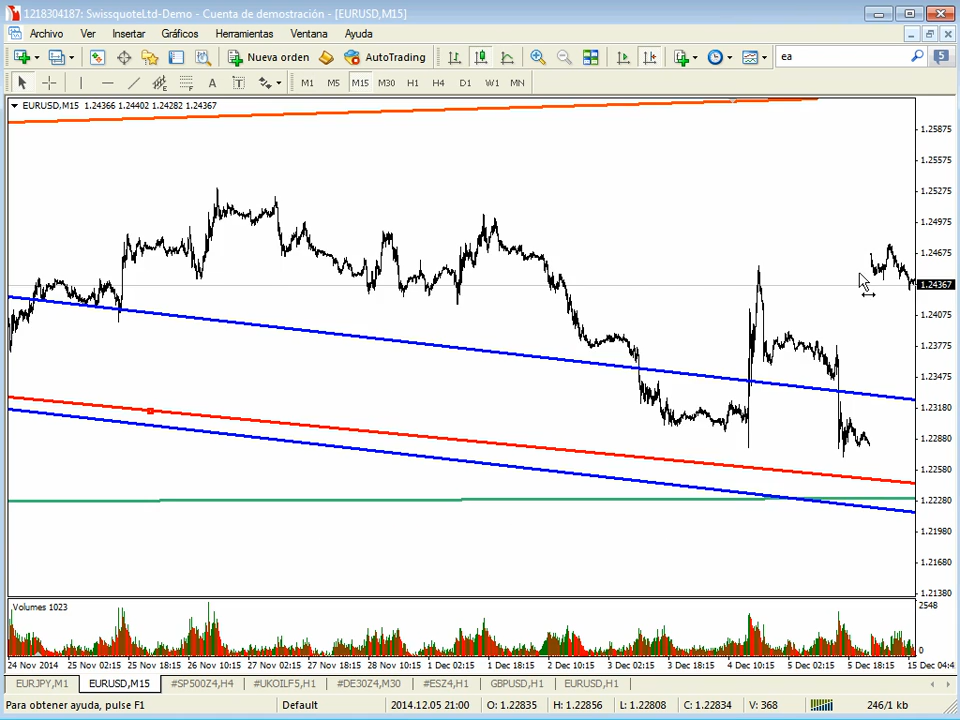 1218304187: SwissquoteLtd-Demo - Cuenta de demostración - [EURUSD,M15]
Archivo Ver Insertar Gráficos Herramientas Ventana Ayuda
Nueva orden AutoTrading ea 5
A T M1 M5 M15 M30 H1 H4 D1 W1 MN
EURUSD,M15 1.24366 1.24402 1.24282 1.24367
1.25875
1.25575
1.25275
1.24975
1.24675
1.24367
1.24075
1.23775
1.23475
1.23180
1.22880
1.22580
1.22280
1.21980
1.21680
1.21380
Volumes 1023
2548
0
24 Nov 2014 25 Nov 02:15 25 Nov 18:15 26 Nov 10:15 27 Nov 02:15 27 Nov 18:15 28 Nov 10:15 1 Dec 02:15 1 Dec 18:15 2 Dec 10:15 3 Dec 02:15 3 Dec 18:15 4 Dec 10:15 5 Dec 02:15 5 Dec 18:15 15 Dec 04:4
EURJPY,M1 EURUSD,M15 #SP500Z4,H4 #UKOILF5,H1 #DE30Z4,M30 #ESZ4,H1 GBPUSD,H1 EURUSD,H1
Para obtener ayuda, pulse F1 Default 2014.12.05 21:00 O: 1.22835 H: 1.22856 L: 1.22808 C: 1.22834 V: 368 246/1 kb